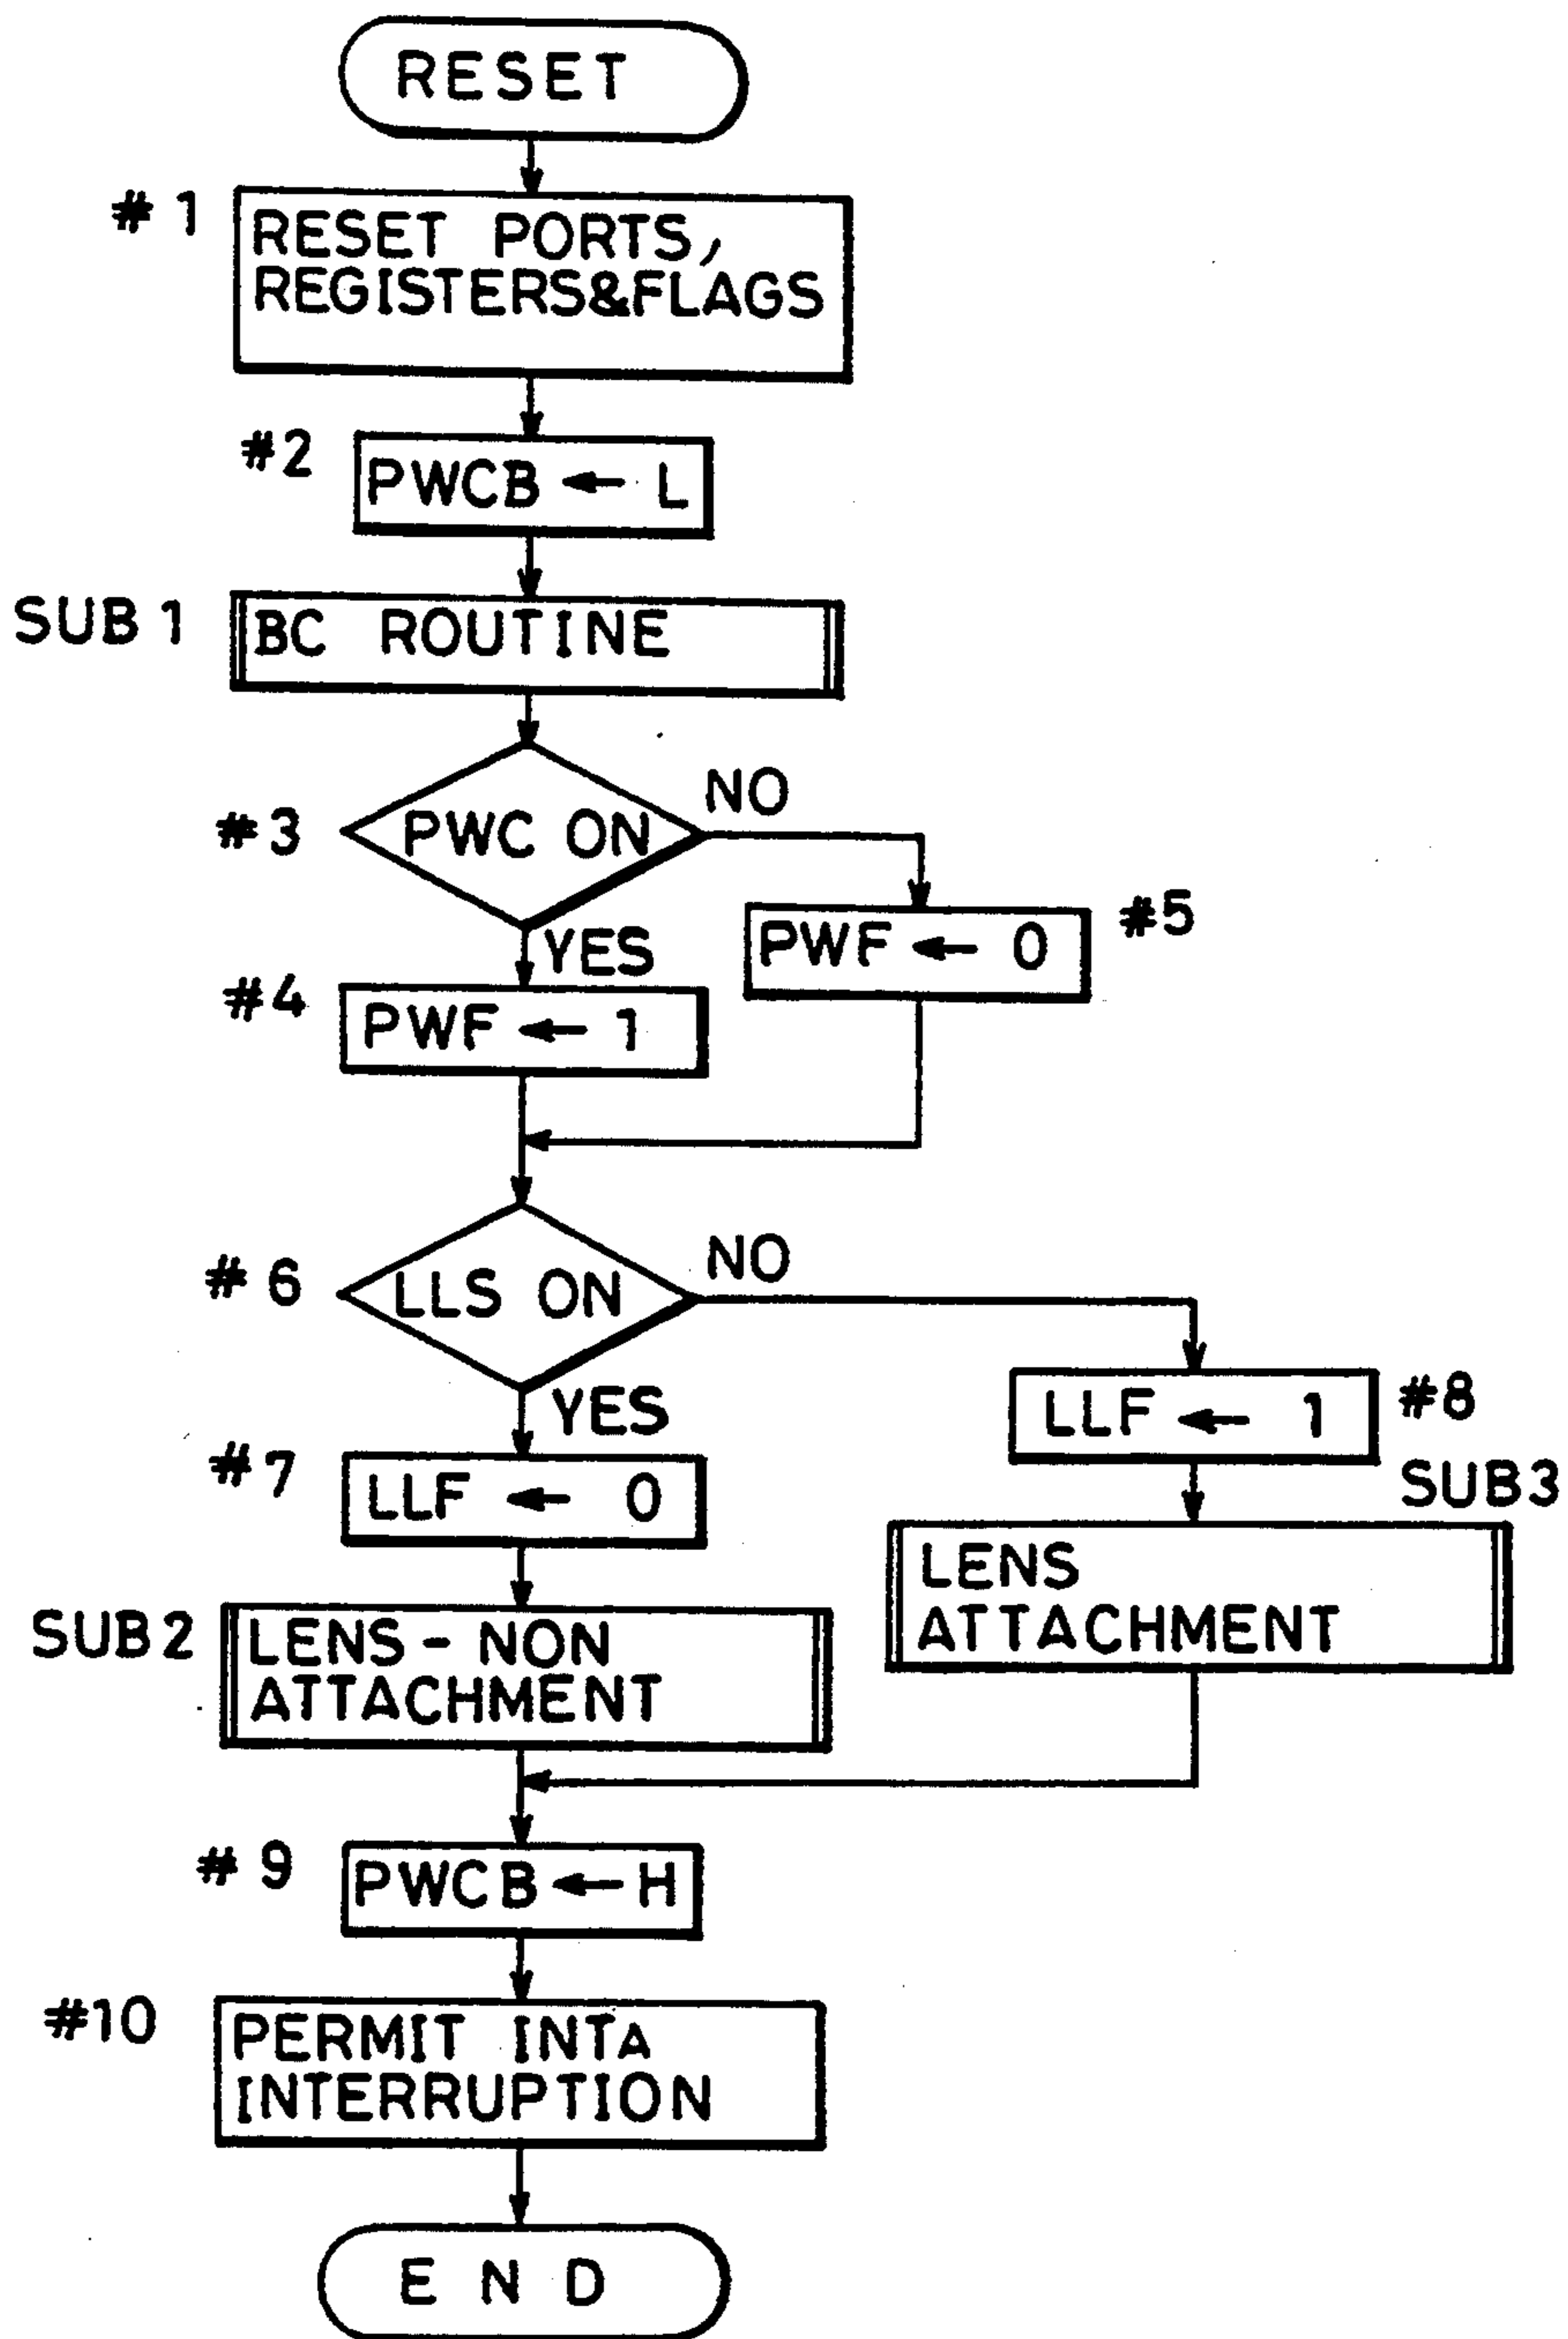 RESET
# 1
RESET PORTS,
REGISTERS&FLAGS
#2
PWCB ← L
SUB 1
BC ROUTINE
#3
PWC ON
NO
YES
#5
PWF ← 0
#4
PWF ← 1
# 6
LLS ON
NO
YES
LLF ← 1
#8
# 7
LLF ← 0
SUB3
LENS
ATTACHMENT
SUB2
LENS - NON
ATTACHMENT
# 9
PWCB ← H
#10
PERMIT INTA
INTERRUPTION
END